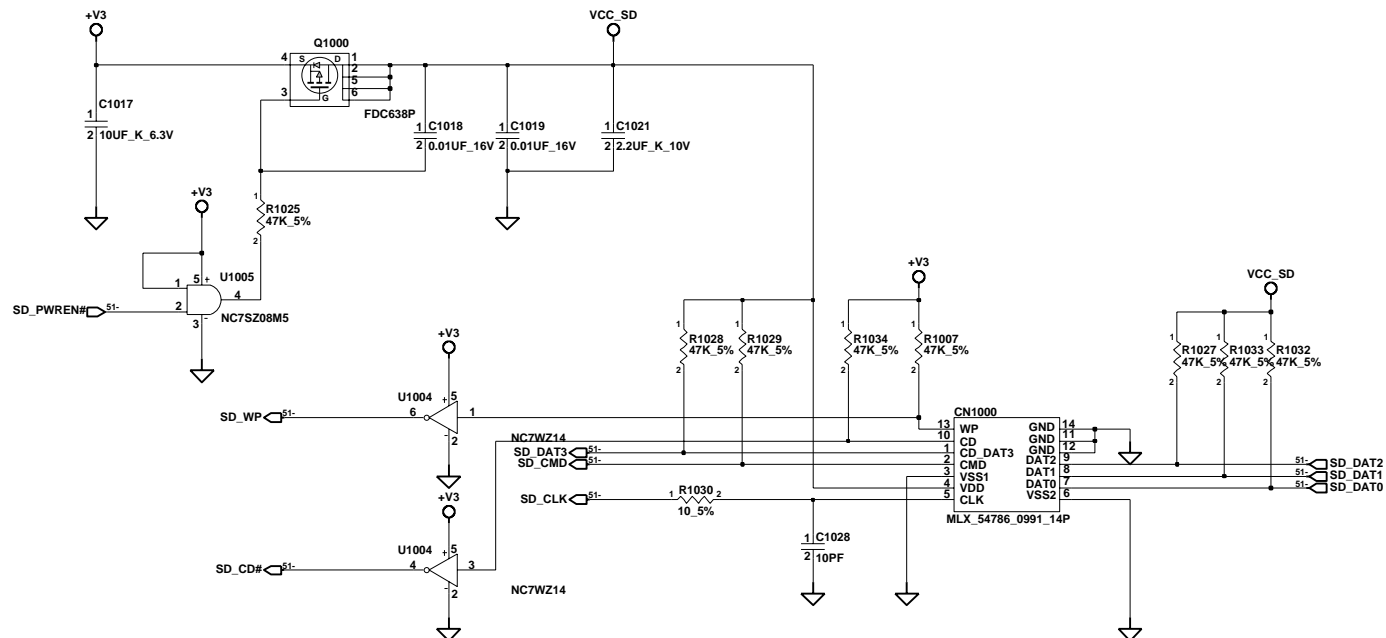 +V3
VCC_SD
Q1000
4
S
D
1
2
5
6
3
G
FDC638P
C1017
1
2
10UF_K_6.3V
1
C1018
2
0.01UF_16V
1
C1019
2
0.01UF_16V
1
C1021
2
2.2UF_K_10V
+V3
1
R1025
47K_5%
2
U1005
5
+
1
4
2
3
-
NC7SZ08M5
SD_PWREN#
51-
+V3
VCC_SD
1
R1028
47K_5%
2
1
R1029
47K_5%
2
1
R1034
47K_5%
2
1
R1007
47K_5%
2
1
R1027
47K_5%
2
1
R1033
47K_5%
2
1
R1032
47K_5%
2
+V3
U1004
5
+
SD_WP
51-
6
1
-
2
NC7WZ14
CN1000
13
WP
GND
14
10
CD
GND
11
1
CD_DAT3
GND
12
2
CMD
DAT2
9
3
VSS1
DAT1
8
4
VDD
DAT0
7
5
CLK
VSS2
6
MLX_54786_0991_14P
SD_DAT3
51-
SD_CMD
51-
SD_CLK
51-
1
R1030
2
10_5%
51-
SD_DAT2
51-
SD_DAT1
51-
SD_DAT0
1
C1028
2
10PF
+V3
U1004
5
+
SD_CD#
51-
4
3
-
2
NC7WZ14